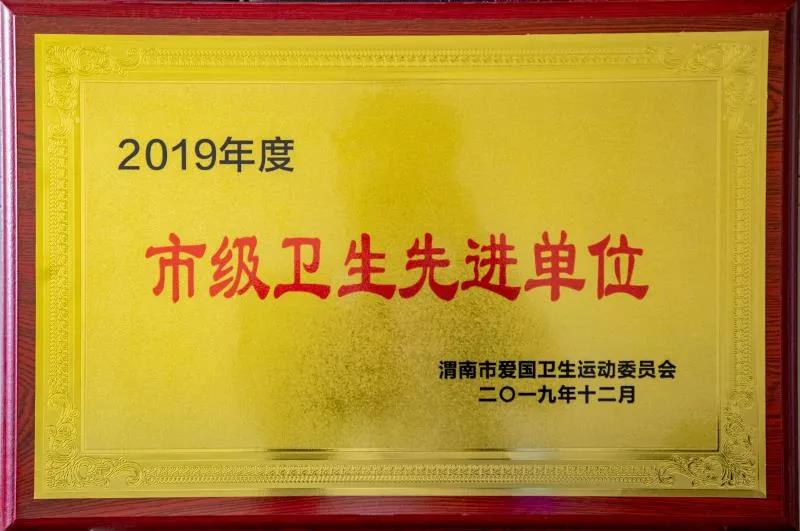 2019年度
市级卫生先进单位
渭南市爱国卫生运动委员会
二〇一九年十二月